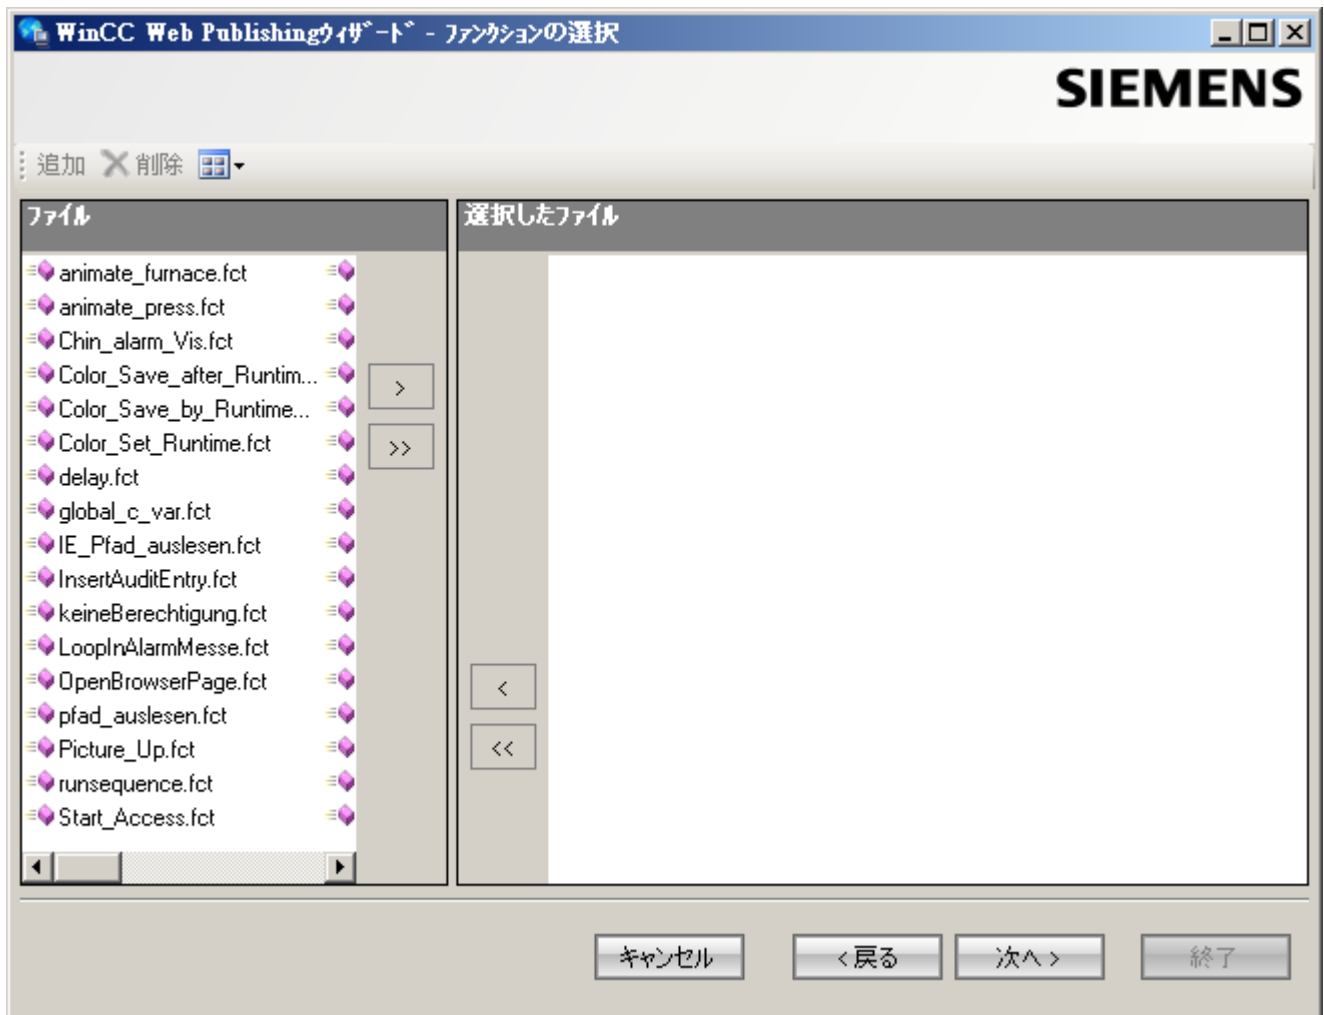 WinCC Web Publishingｳｨｻﾞｰﾄﾞ - ﾌｧﾝｸｼｮﾝの選択
SIEMENS
追加 削除
ﾌｧｲﾙ
選択したﾌｧｲﾙ
animate_furnace.fct
animate_press.fct
Chin_alarm_Vis.fct
Color_Save_after_Runtim...
Color_Save_by_Runtime...
Color_Set_Runtime.fct
delay.fct
global_c_var.fct
IE_Pfad_auslesen.fct
InsertAuditEntry.fct
keineBerechtigung.fct
LoopInAlarmMesse.fct
OpenBrowserPage.fct
pfad_auslesen.fct
Picture_Up.fct
runsequence.fct
Start_Access.fct
>
>>
<
<<
キャンセル
< 戻る
次へ >
終了